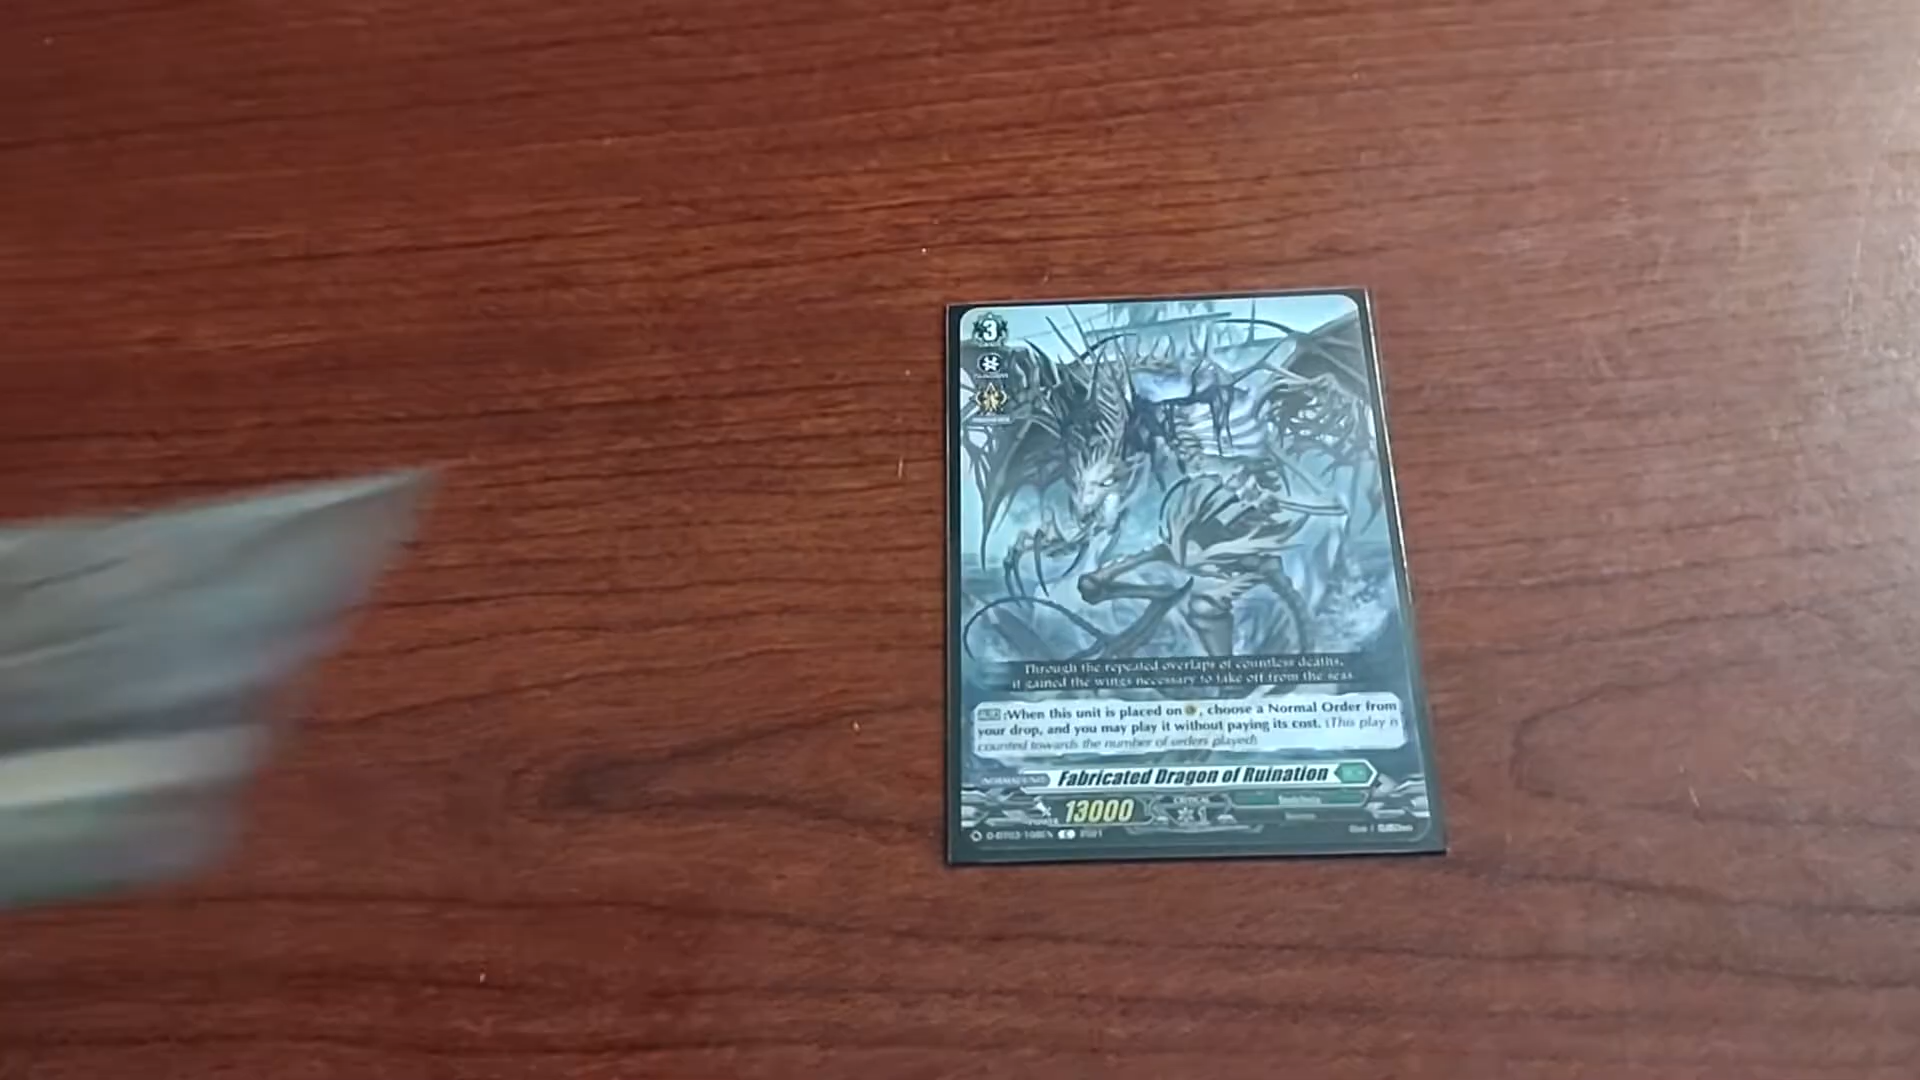 3
Through the repeated overlaps of countless deaths,
it gained the wings necessary to take off from the seas.
:When this unit is placed on , choose a Normal Order from
your drop, and you may play it without paying its cost. (This play is
counted towards the number of orders played)
Fabricated Dragon of Ruination
13000
CRITICAL
1